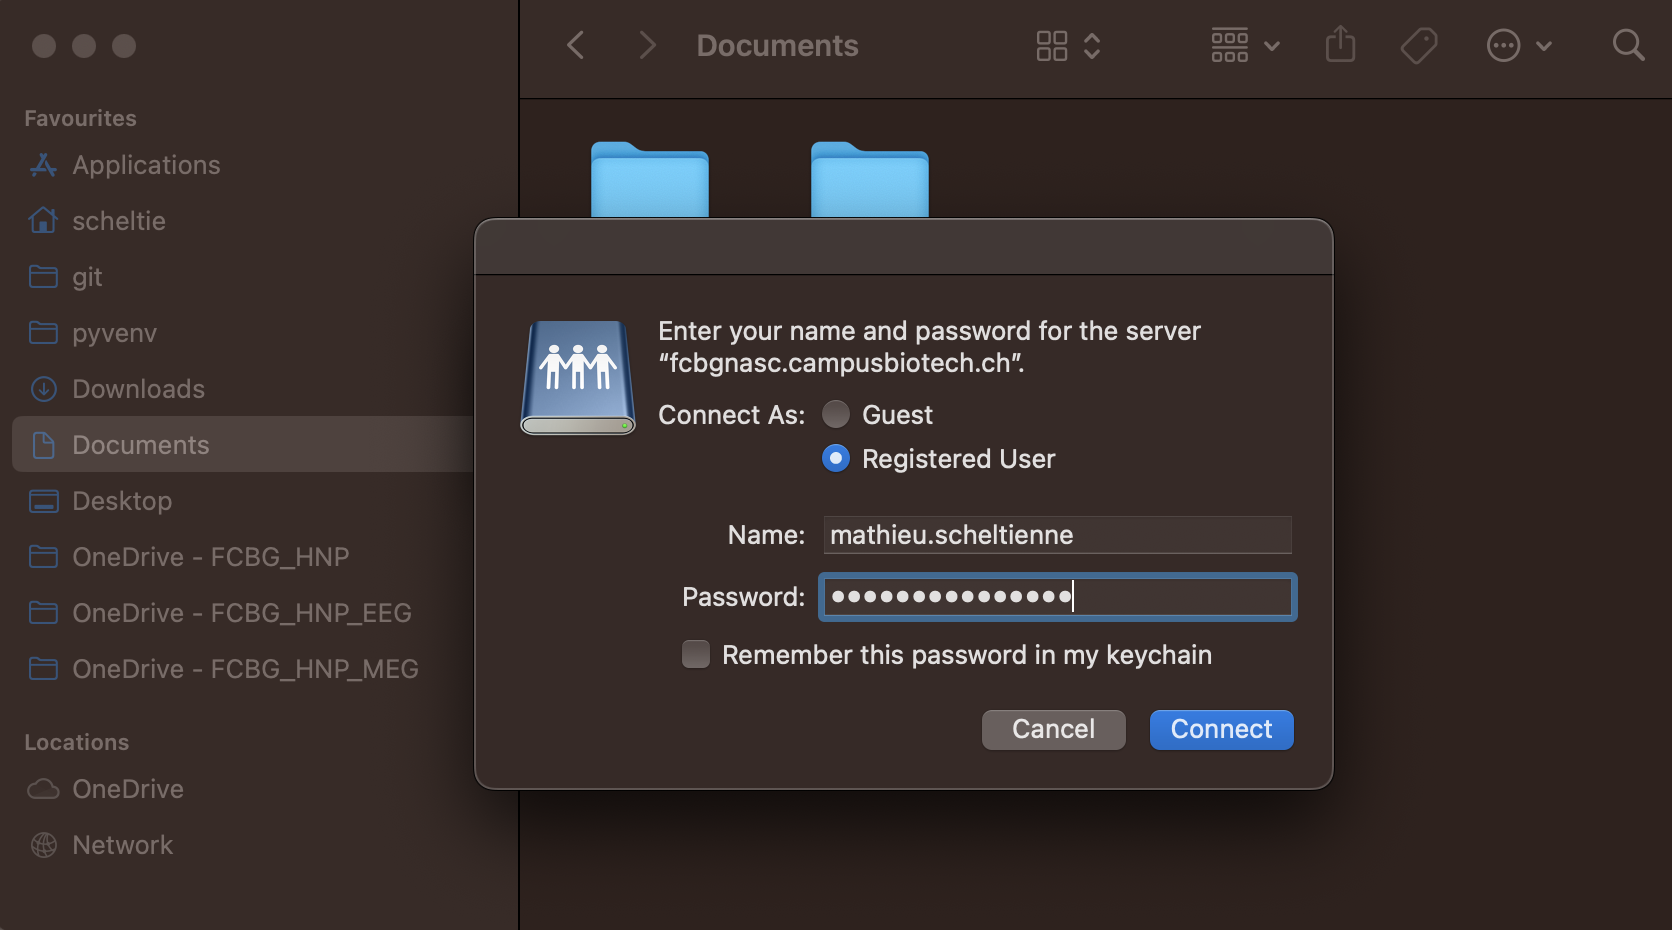 Documents
Favourites
Applications
scheltie
git
pyvenv
Downloads
Documents
Desktop
OneDrive - FCBG_HNP
OneDrive - FCBG_HNP_EEG
OneDrive - FCBG_HNP_MEG
Locations
OneDrive
Network
Enter your name and password for the server
“fcbgnasc.campusbiotech.ch”.
Connect As: Guest
Registered User
Name: mathieu.scheltienne
Password: •••••••••••••••
Remember this password in my keychain
Cancel Connect